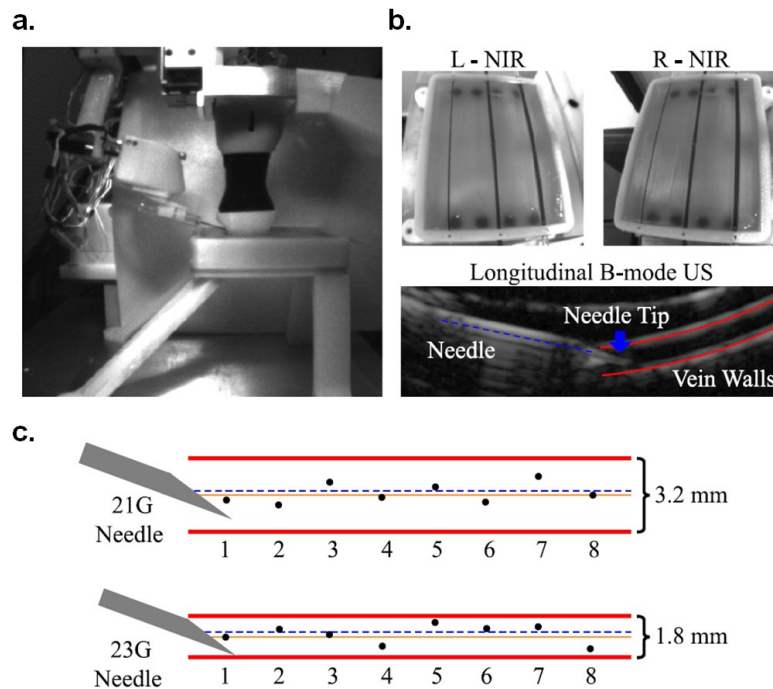 a.
b.
L - NIR
R - NIR
Longitudinal B-mode US
Needle Tip
Needle
Vein Walls
c.
21G
Needle
1 2 3 4 5 6 7 8
3.2 mm
23G
Needle
1 2 3 4 5 6 7 8
1.8 mm